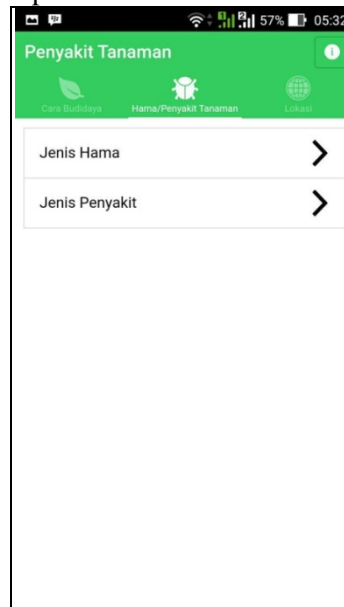 57% 05:32
Penyakit Tanaman
Cara Budidaya Hama/Penyakit Tanaman Lokasi
Jenis Hama
Jenis Penyakit